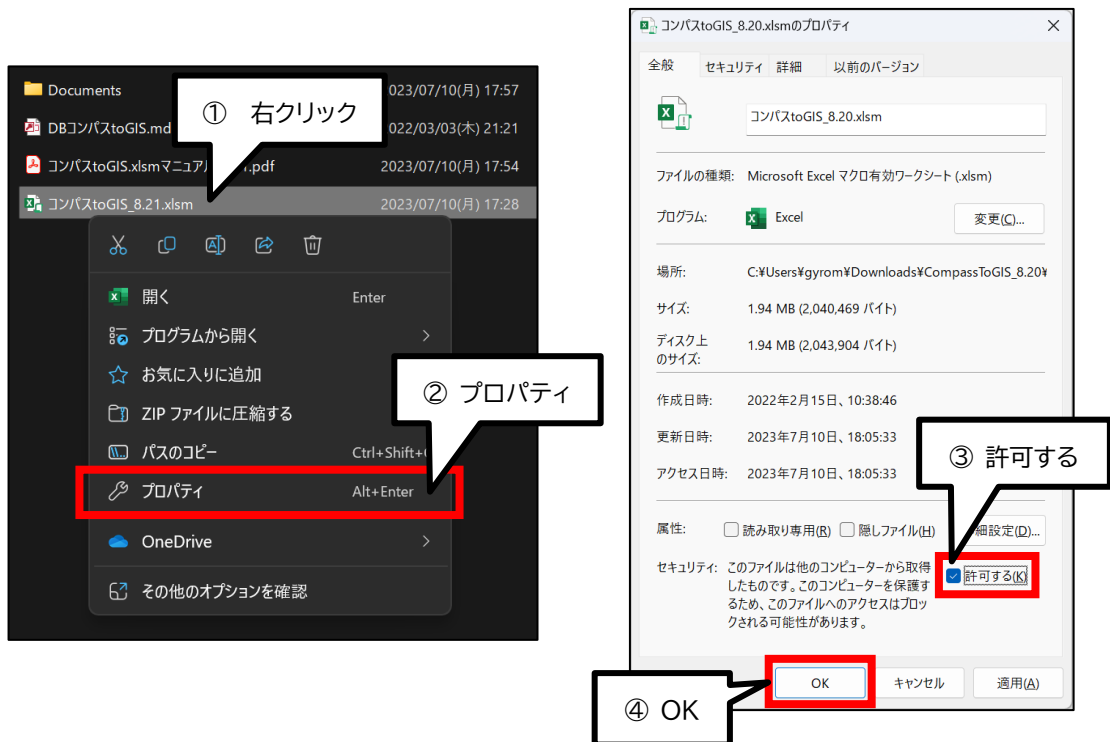 Documents
023/07/10(月) 17:57
① 右クリック
DBコンパスtoGIS.md
022/03/03(木) 21:21
コンパスtoGIS.xlsmマニュア
.pdf
2023/07/10(月) 17:54
コンパスtoGIS_8.21.xlsm
2023/07/10(月) 17:28
開く
Enter
プログラムから開く
お気に入りに追加
② プロパティ
ZIP ファイルに圧縮する
パスのコピー
Ctrl+Shift+
プロパティ
Alt+Enter
OneDrive
その他のオプションを確認
コンパスtoGIS_8.20.xlsmのプロパティ
全般 セキュリティ 詳細 以前のバージョン
コンパスtoGIS_8.20.xlsm
ファイルの種類: Microsoft Excel マクロ有効ワークシート (.xlsm)
プログラム: Excel 変更(C)...
場所: C:¥Users¥gyrom¥Downloads¥CompassToGIS_8.20¥
サイズ: 1.94 MB (2,040,469 バイト)
ディスク上
のサイズ:
1.94 MB (2,043,904 バイト)
作成日時: 2022年2月15日、10:38:46
更新日時: 2023年7月10日、18:05:33
③ 許可する
アクセス日時: 2023年7月10日、18:05:33
属性: 読み取り専用(R) 隠しファイル(H) 細設定(D)...
セキュリティ: このファイルは他のコンピューターから取得
したものです。このコンピューターを保護す
るため、このファイルへのアクセスはブロッ
クされる可能性があります。
許可する(K)
OK キャンセル 適用(A)
④ OK